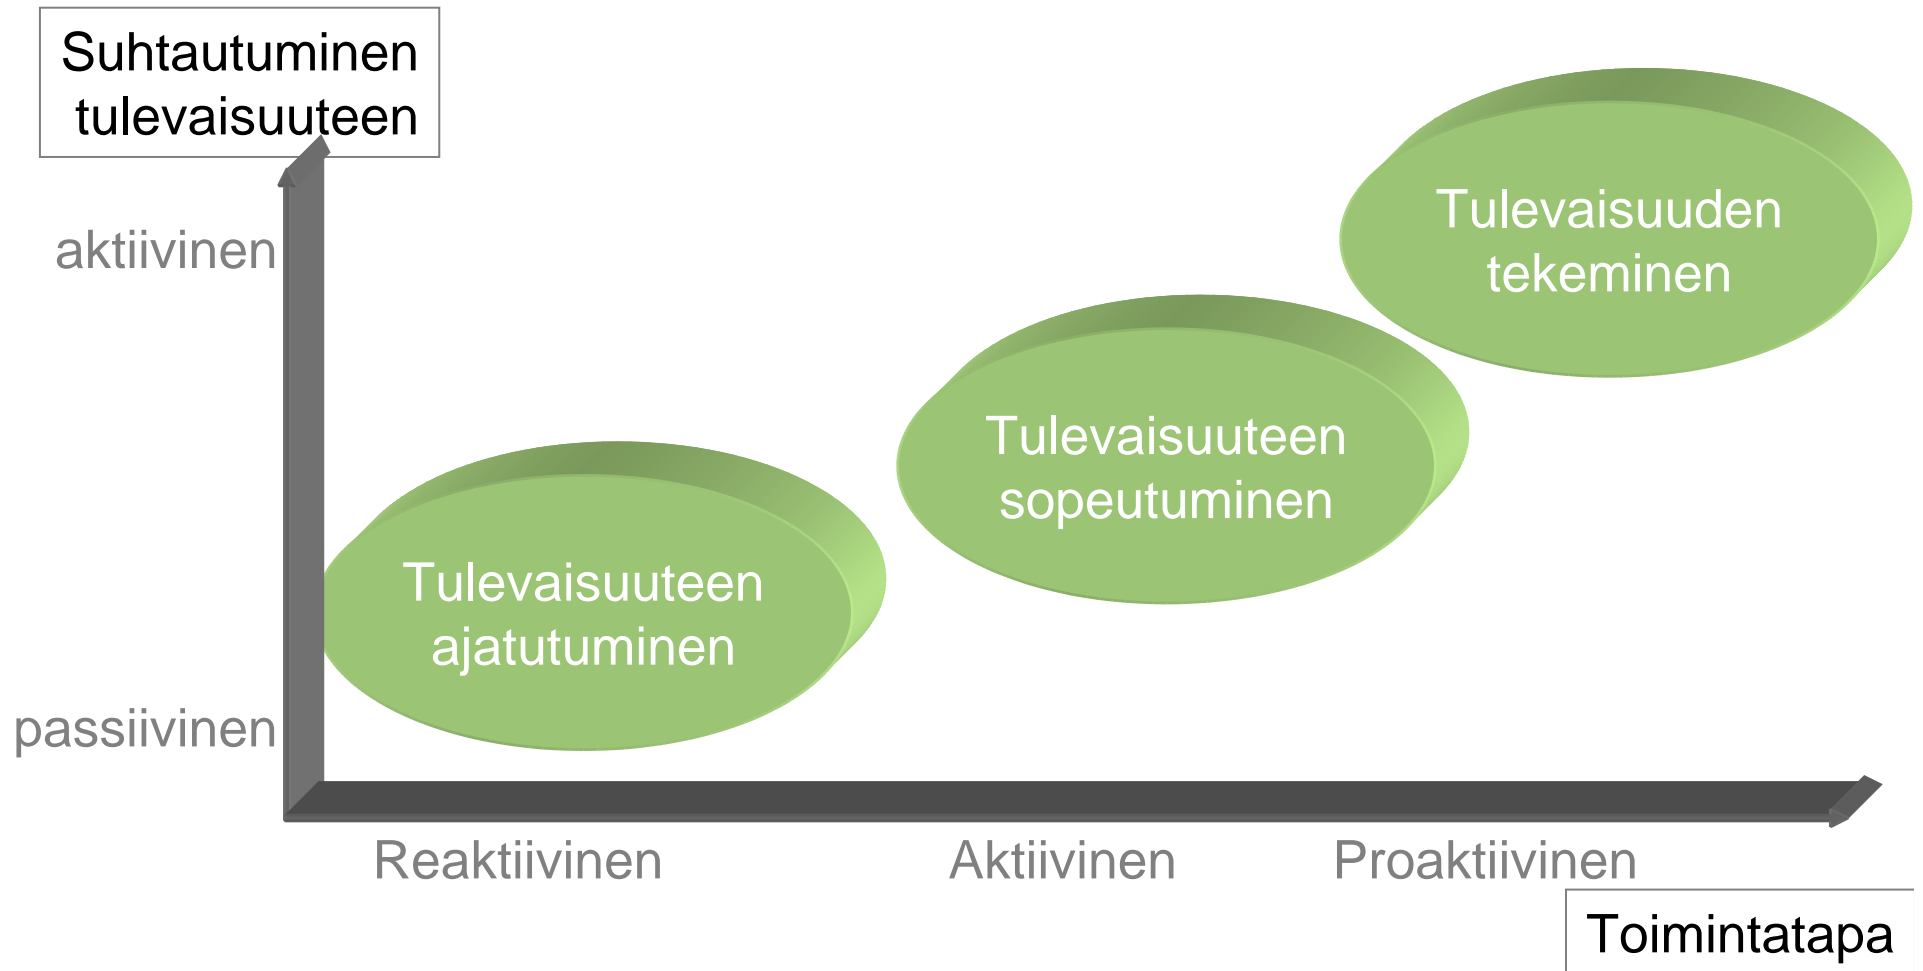 Suhtautuminen
tulevaisuuteen
aktiivinen
Tulevaisuuden
tekeminen
Tulevaisuuteen
sopeutuminen
Tulevaisuuteen
ajatutuminen
passiivinen
Reaktiivinen
Aktiivinen
Proaktiivinen
Toimintatapa